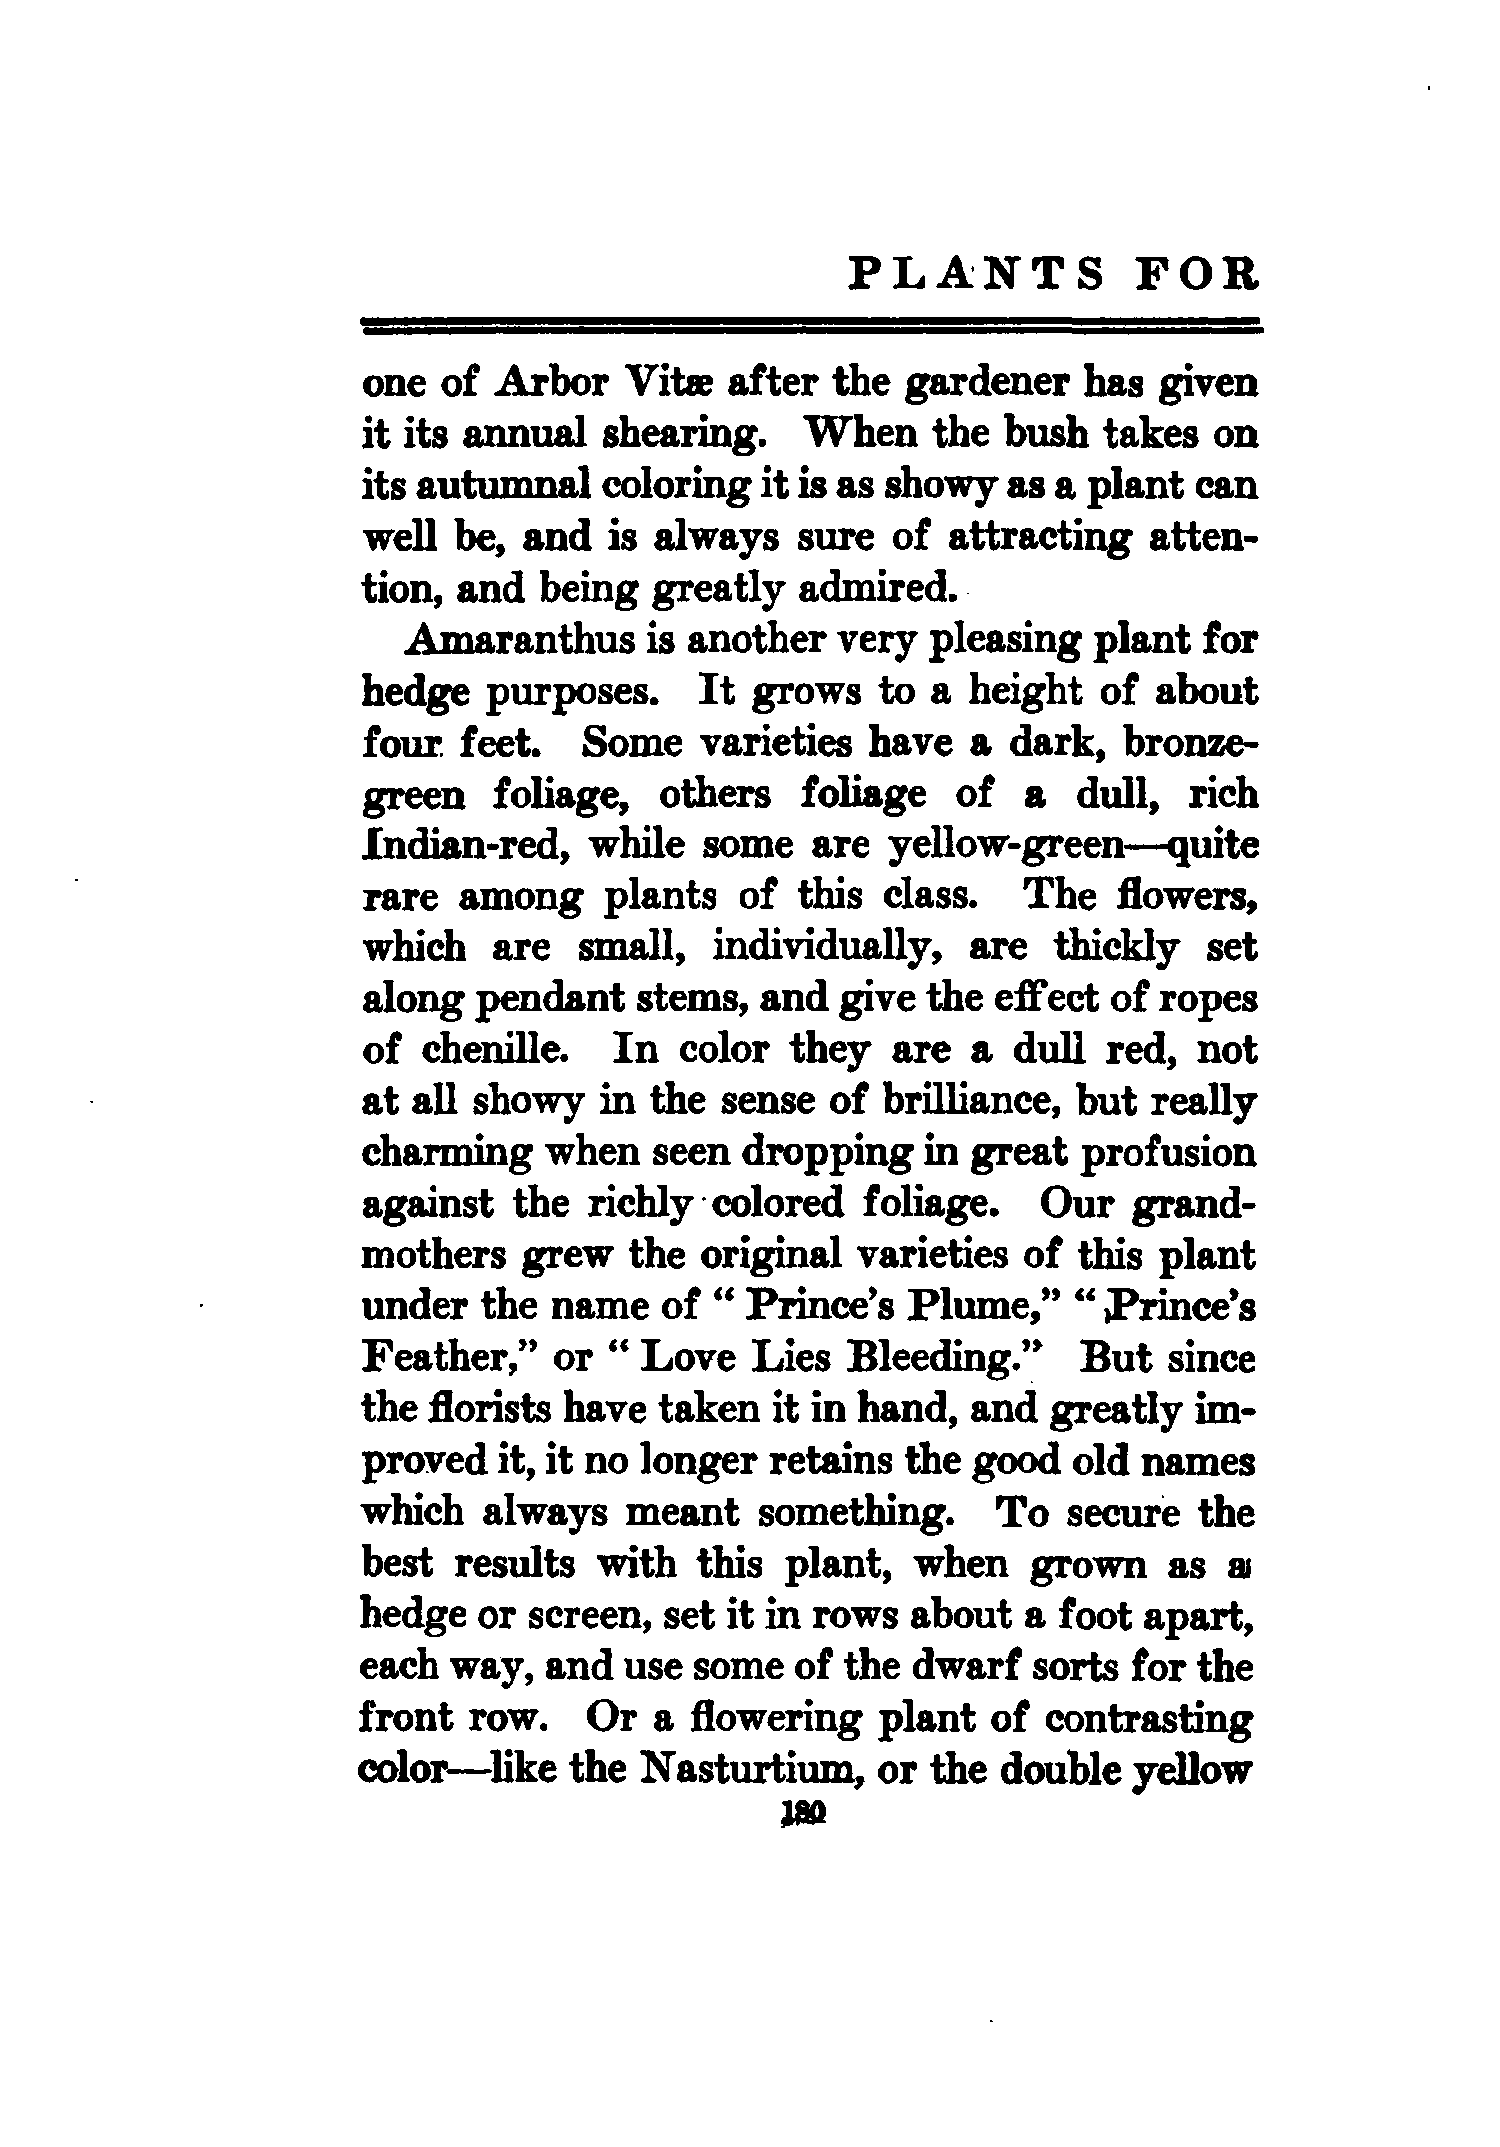 PLANTS FOR
one of Arbor Vitæ after the gardener has given
it its annual shearing. When the bush takes on
its autumnal coloring it is as showy as a plant can
well be, and is always sure of attracting atten-
tion, and being greatly admired.
Amaranthus is another very pleasing plant for
hedge purposes. It grows to a height of about
four feet. Some varieties have a dark, bronze-
green foliage, others foliage of a dull, rich
Indian-red, while some are yellow-green—quite
rare among plants of this class. The flowers,
which are small, individually, are thickly set
along pendant stems, and give the effect of ropes
of chenille. In color they are a dull red, not
at all showy in the sense of brilliance, but really
charming when seen dropping in great profusion
against the richly colored foliage. Our grand-
mothers grew the original varieties of this plant
under the name of “ Prince’s Plume,” “ Prince’s
Feather,” or “ Love Lies Bleeding.” But since
the florists have taken it in hand, and greatly im-
proved it, it no longer retains the good old names
which always meant something. To secure the
best results with this plant, when grown as a
hedge or screen, set it in rows about a foot apart,
each way, and use some of the dwarf sorts for the
front row. Or a flowering plant of contrasting
color—like the Nasturtium, or the double yellow
180